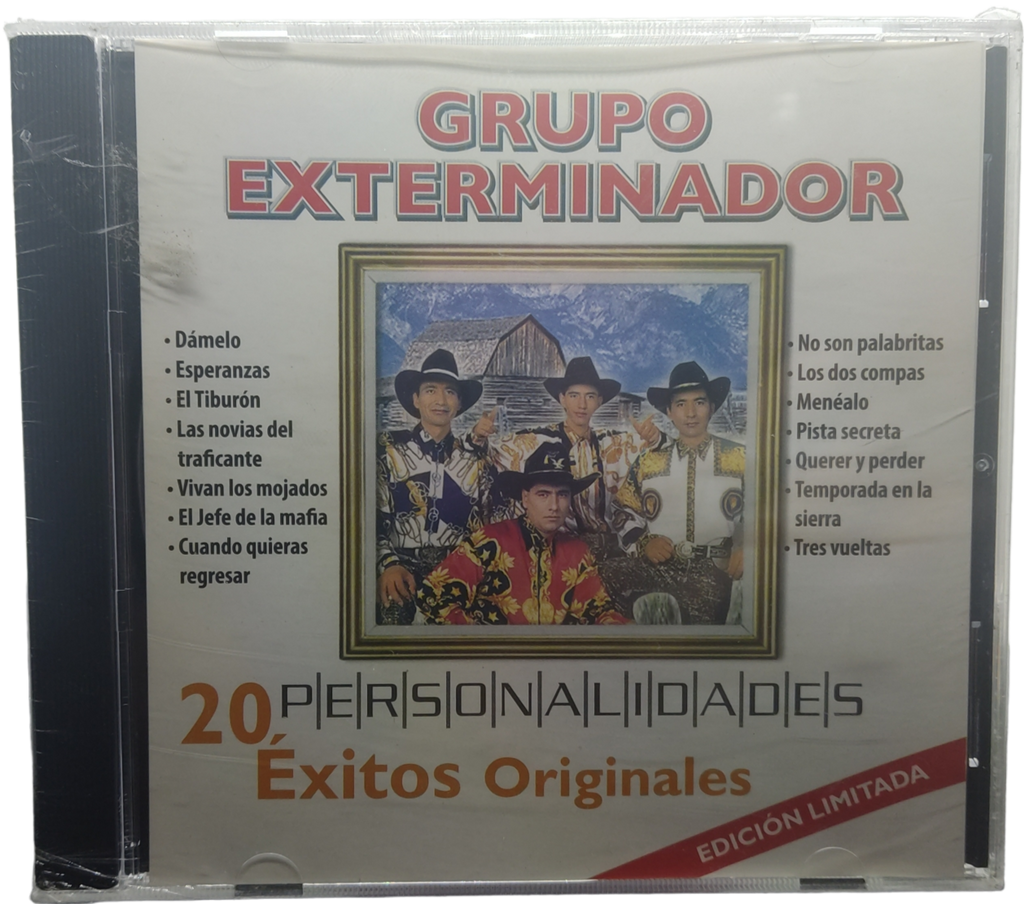 GRUPO
EXTERMINADOR
• Dámelo
• Esperanzas
• El Tiburón
• Las novias del
traficante
• Vivan los mojados
• El Jefe de la mafia
• Cuando quieras
regresar
• No son palabritas
• Los dos compas
• Menéalo
• Pista secreta
• Querer y perder
• Temporada en la
sierra
• Tres vueltas
20 P|E|R|S|O|N|A|L|I|D|A|D|E|S
Éxitos Originales
EDICIÓN LIMITADA